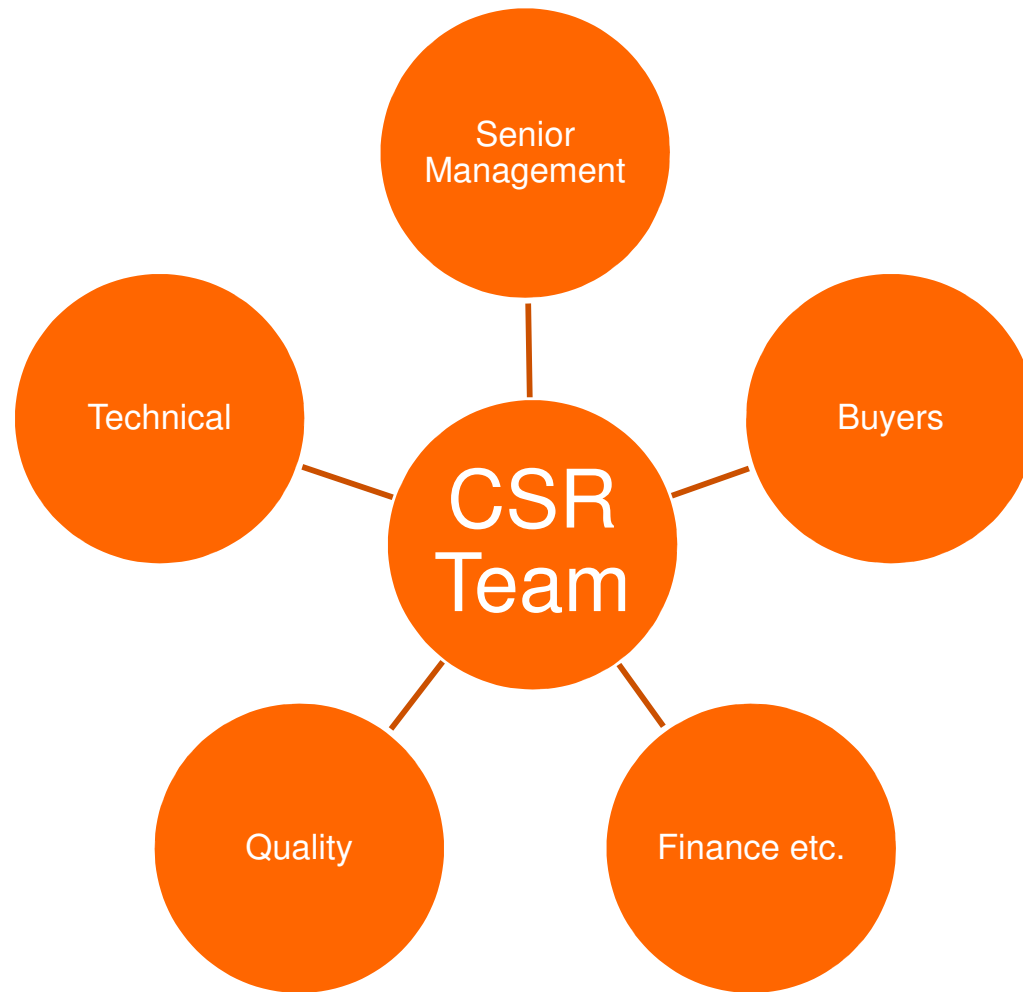 Senior
Management
Technical
Buyers
CSR
Team
Quality
Finance etc.